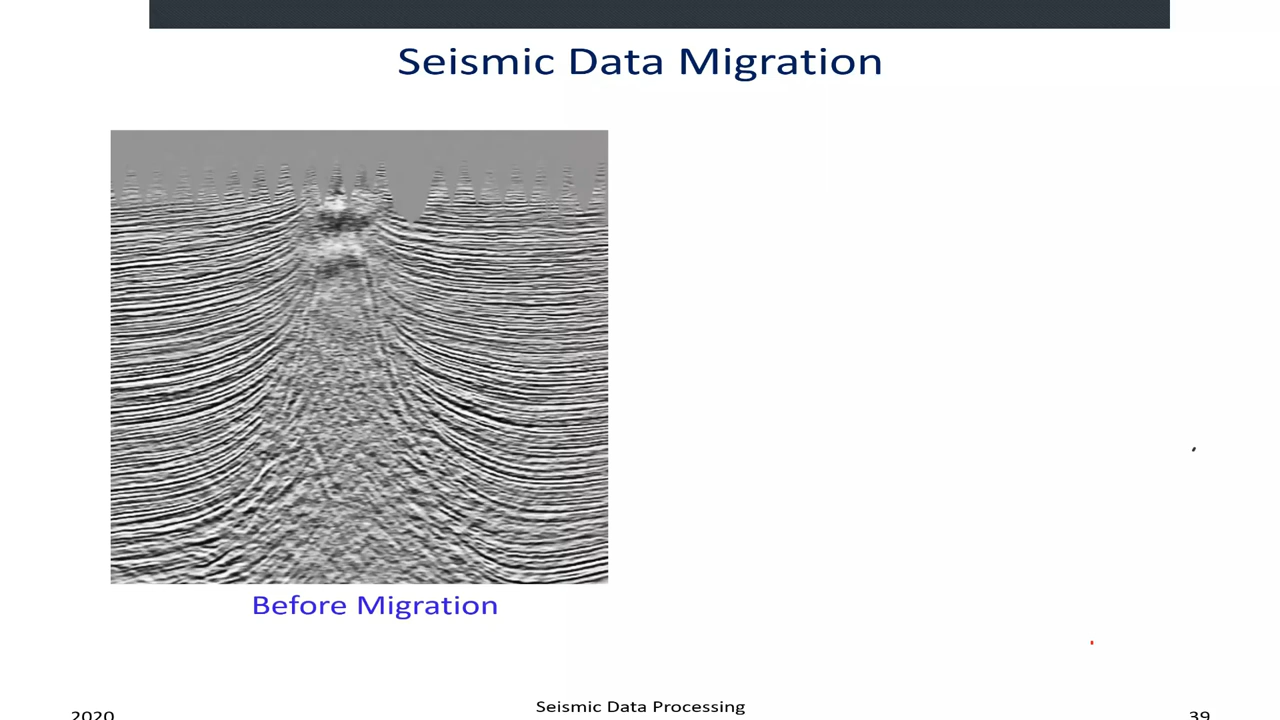 Seismic Data Migration
Before Migration
2020
Seismic Data Processing
39